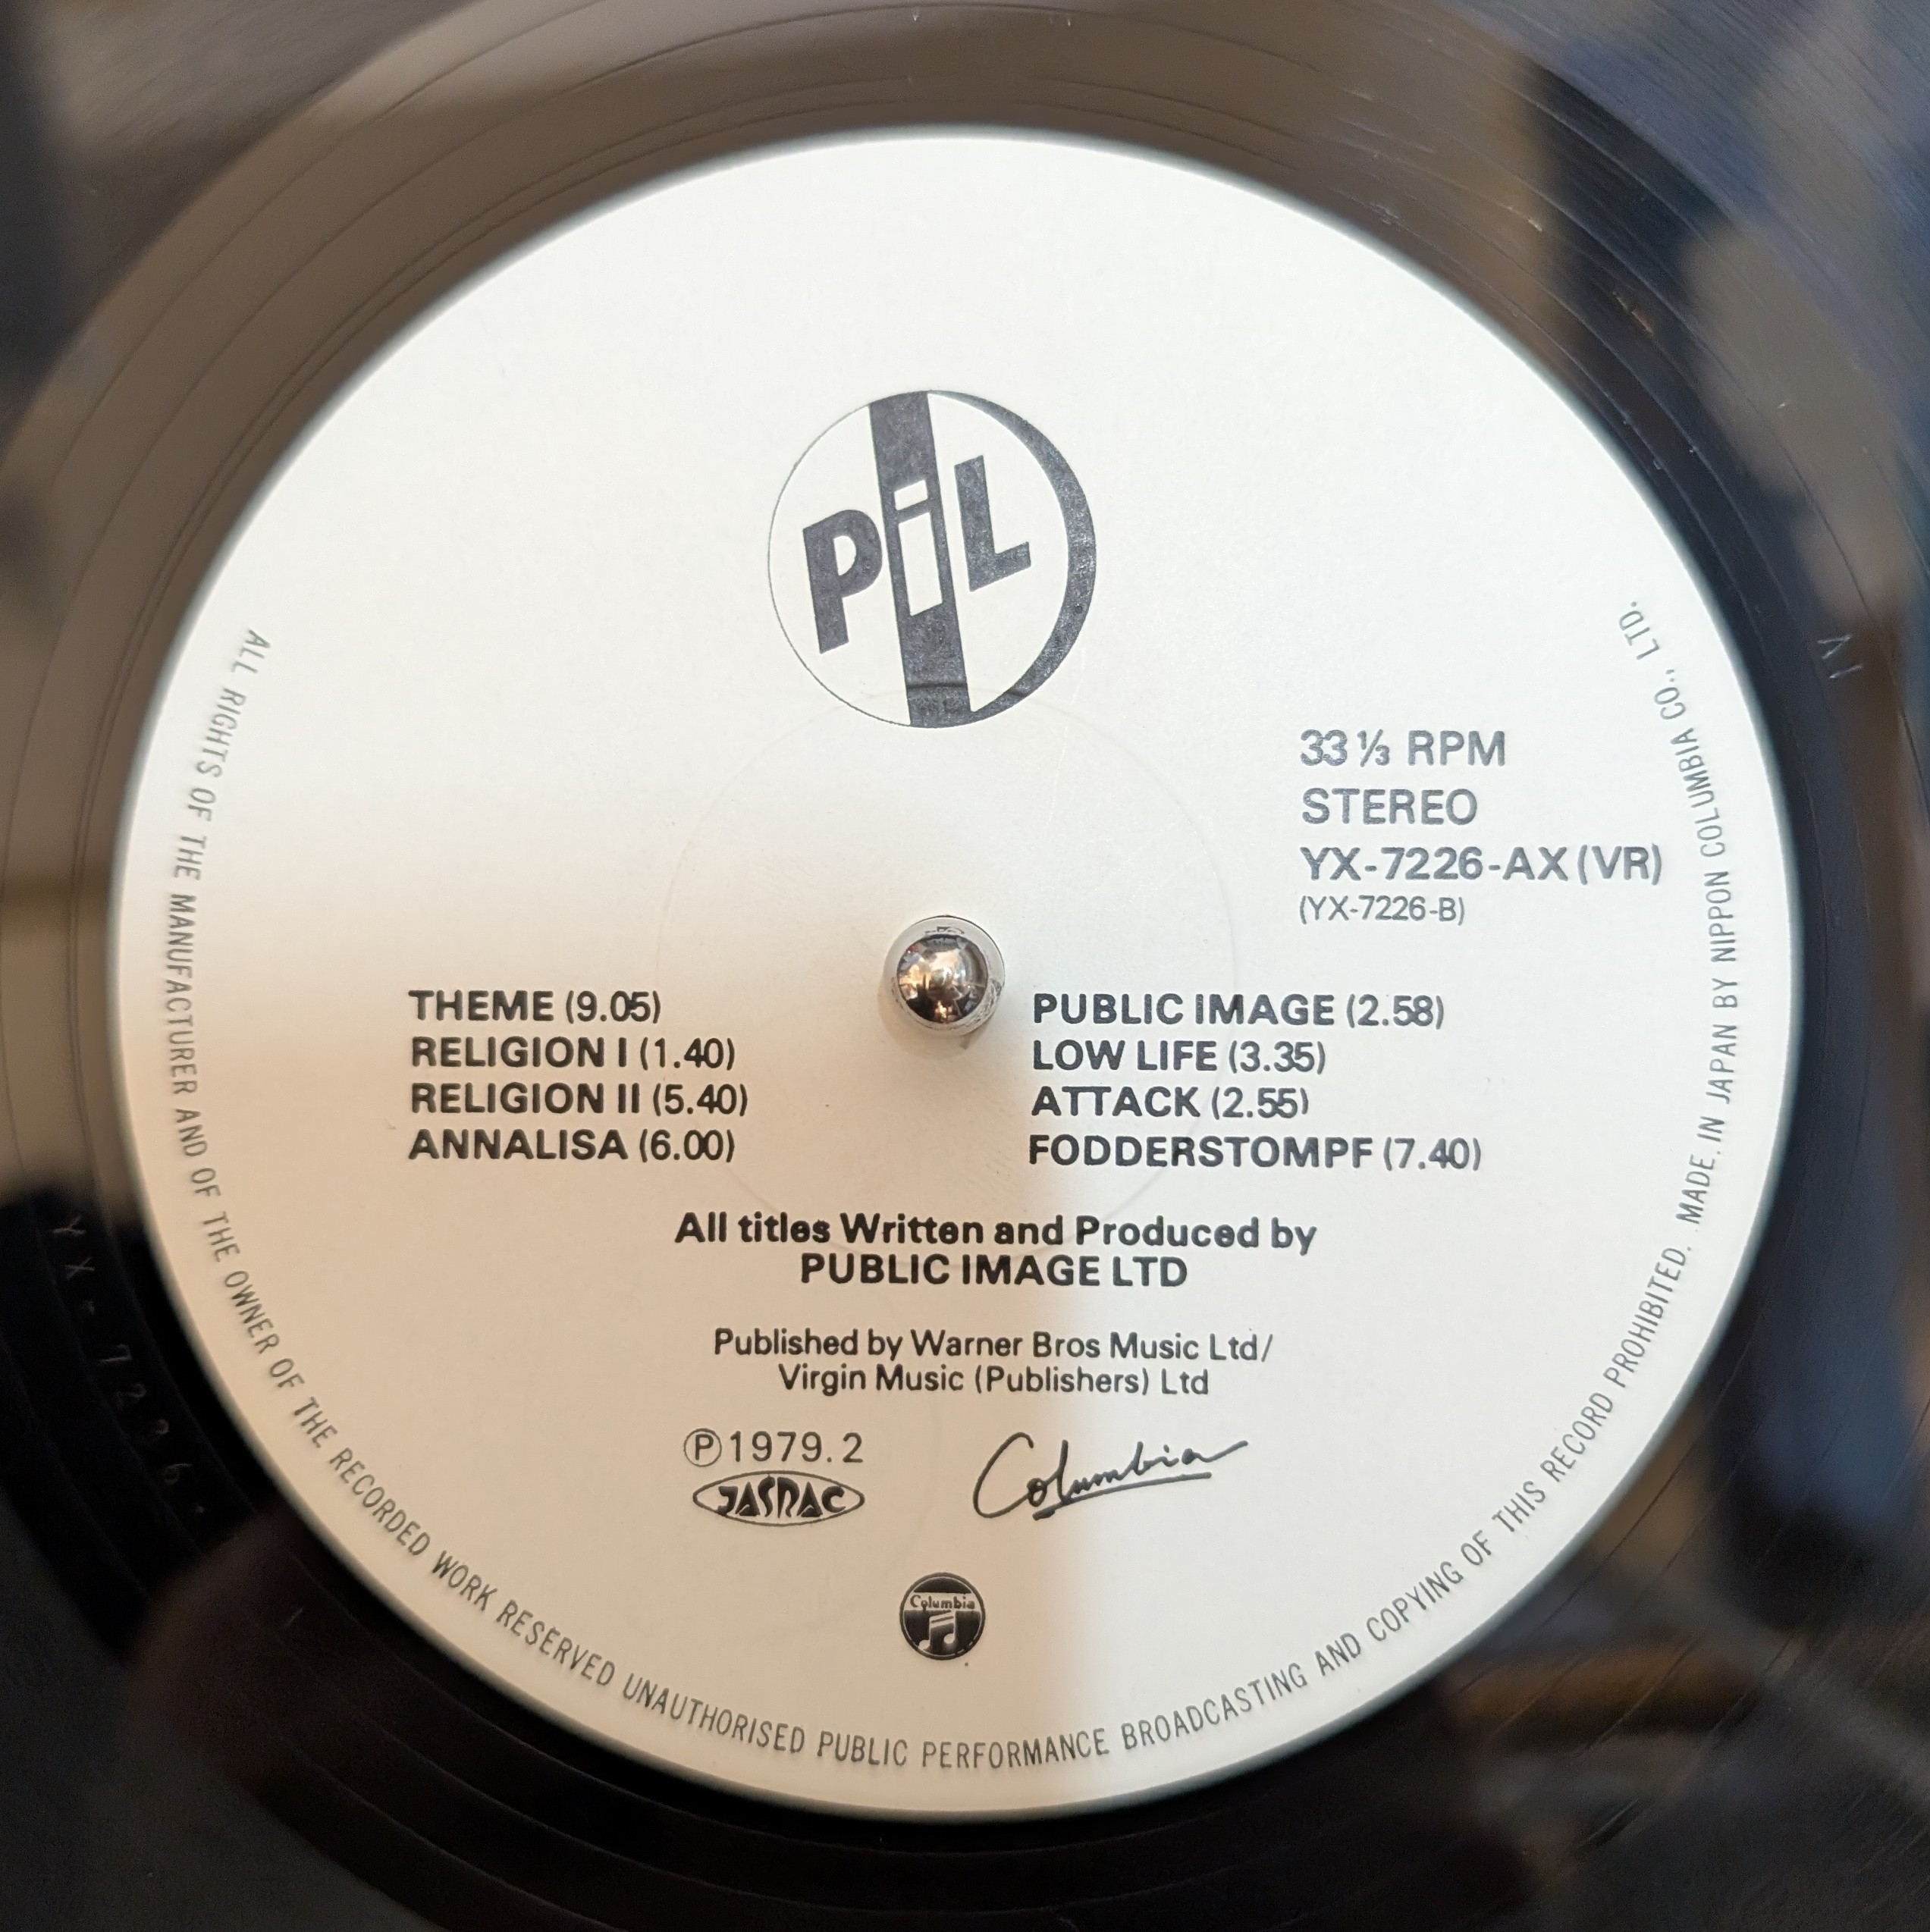 PiL
33 1/3 RPM
STEREO
YX-7226-AX(VR)
(YX-7226-B)
THEME (9.05)
RELIGION I (1.40)
RELIGION II (5.40)
ANNALISA (6.00)
PUBLIC IMAGE (2.58)
LOW LIFE (3.35)
ATTACK (2.55)
FODDERSTOMPF (7.40)
All titles Written and Produced by
PUBLIC IMAGE LTD
Published by Warner Bros Music Ltd/
Virgin Music (Publishers) Ltd
℗1979.2
JASRAC
Columbia
Columbia
ALL RIGHTS OF THE MANUFACTURER AND OF THE OWNER OF THE RECORDED WORK RESERVED UNAUTHORISED PUBLIC PERFORMANCE BROADCASTING AND COPYING OF THIS RECORD PROHIBITED. MADE IN JAPAN BY NIPPON COLUMBIA CO., LTD.
YX-7226